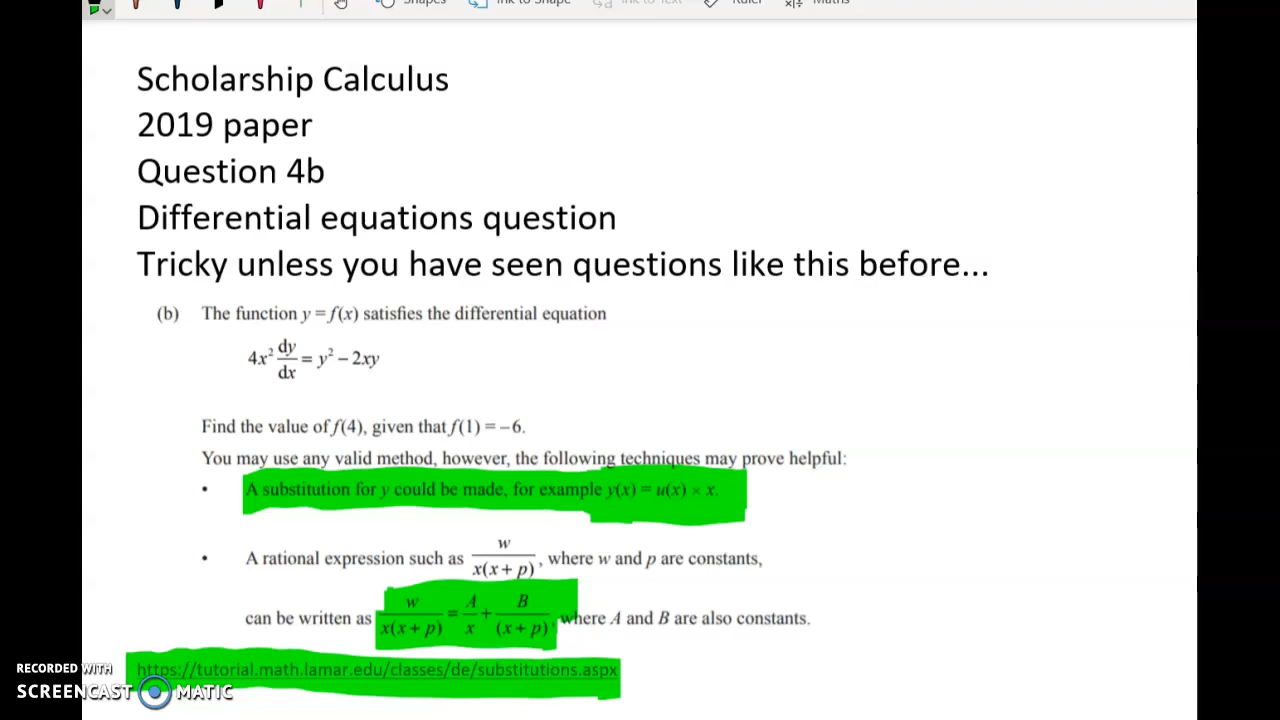 Shapes Ink to Shape Ink to Text Ruler Maths
Scholarship Calculus
2019 paper
Question 4b
Differential equations question
Tricky unless you have seen questions like this before...
(b) The function y = f(x) satisfies the differential equation
4x² dy/dx = y² – 2xy
Find the value of f(4), given that f(1) = –6.
You may use any valid method, however, the following techniques may prove helpful:
• A substitution for y could be made, for example y(x) = u(x) × x.
• A rational expression such as w/(x(x + p)), where w and p are constants,
can be written as w/(x(x + p)) = A/x + B/(x + p), where A and B are also constants.
https://tutorial.math.lamar.edu/classes/de/substitutions.aspx
RECORDED WITH
SCREENCAST MATIC